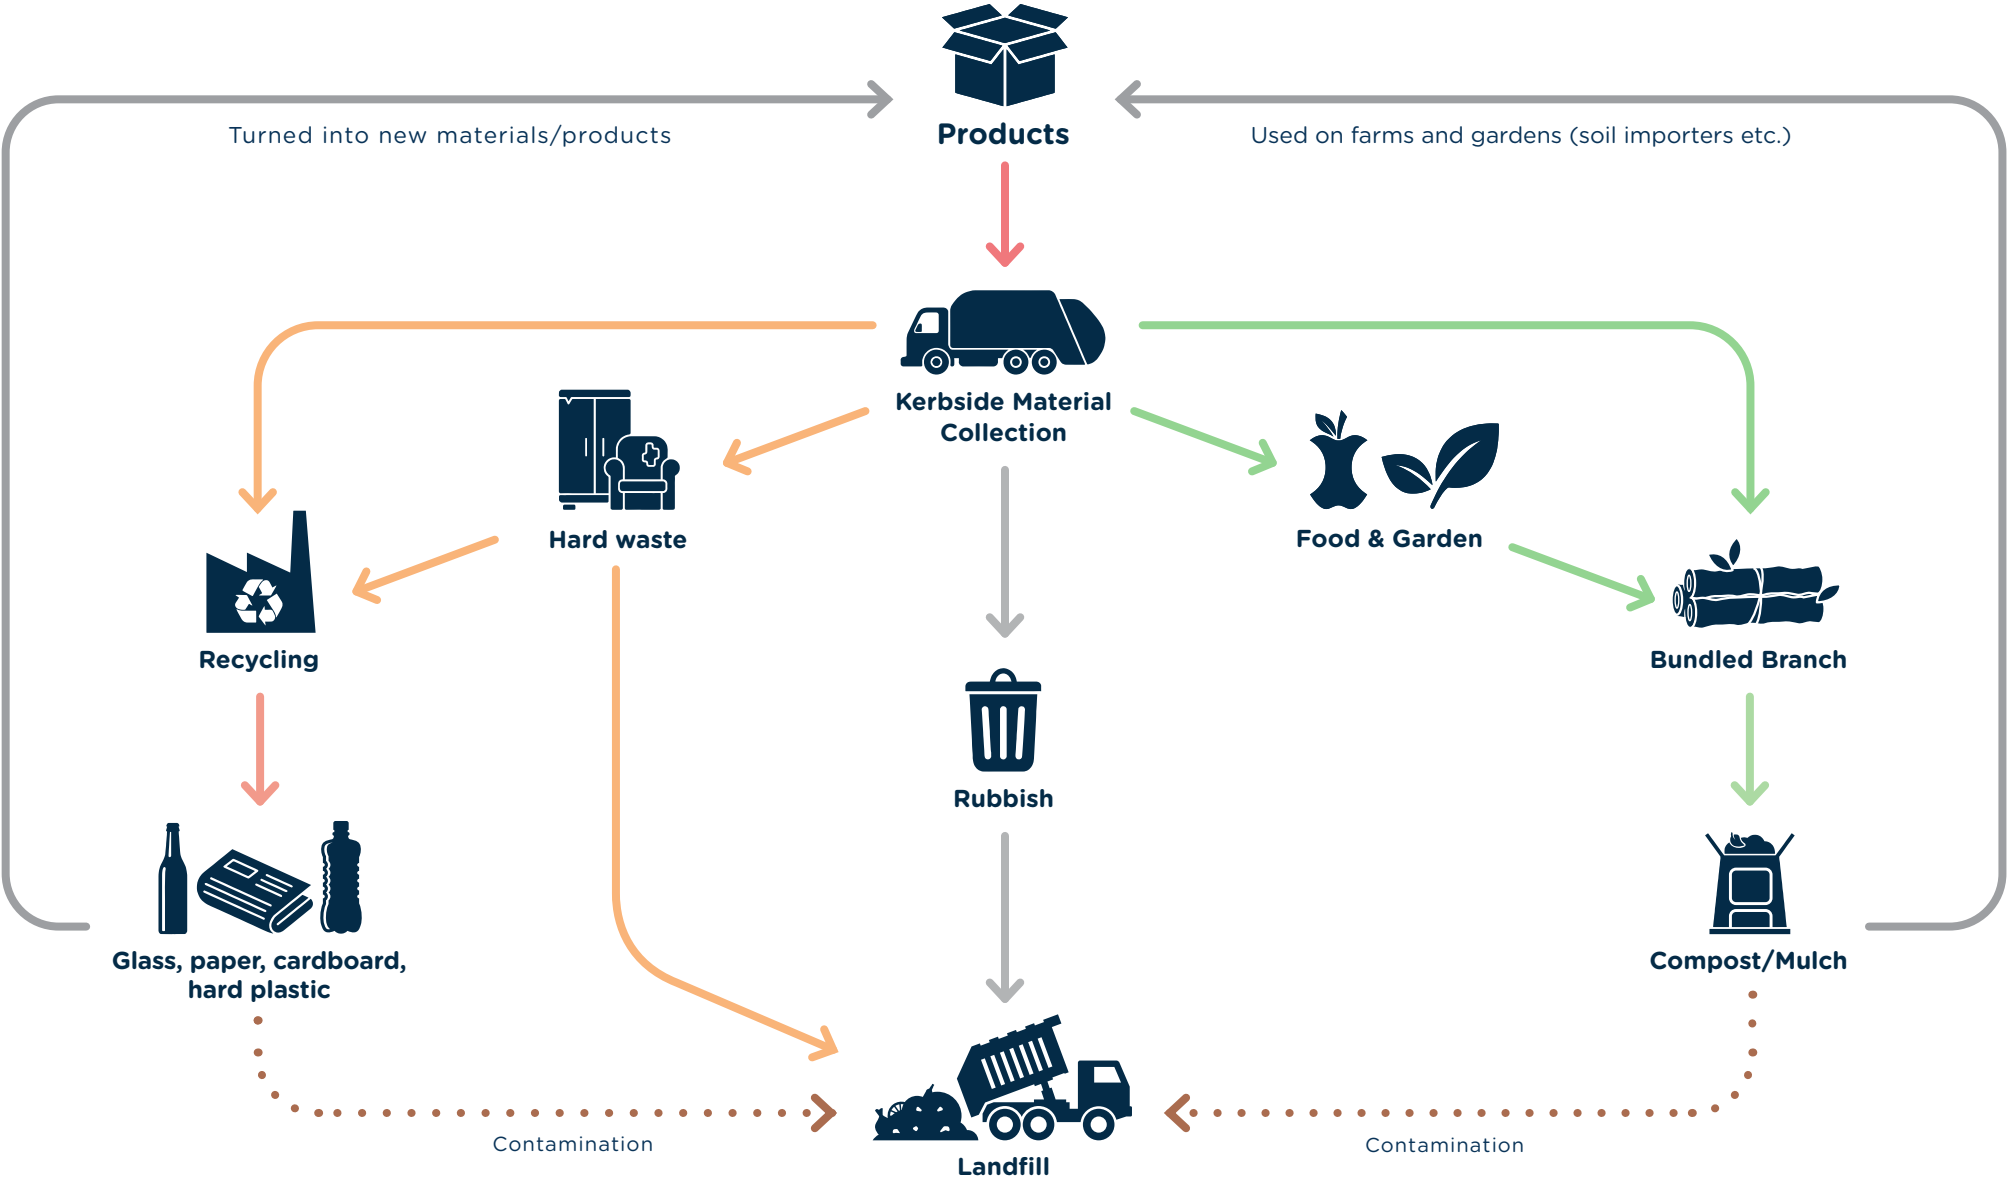 Products
Turned into new materials/products
Used on farms and gardens (soil importers etc.)
Kerbside Material
Collection
Hard waste
Food & Garden
Recycling
Bundled Branch
Rubbish
Glass, paper, cardboard,
hard plastic
Compost/Mulch
Contamination
Contamination
Landfill